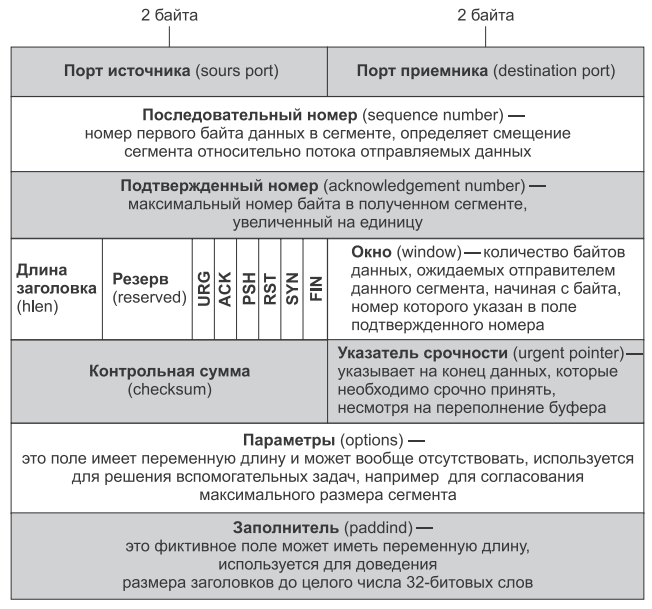 2 байта
2 байта
Порт источника (sours port)
Порт приемника (destination port)
Последовательный номер (sequence number) —
номер первого байта данных в сегменте, определяет смещение
сегмента относительно потока отправляемых данных
Подтвержденный номер (acknowledgement number) —
максимальный номер байта в полученном сегменте,
увеличенный на единицу
Длина
заголовка
(hlen)
Резерв
(reserved)
URG
ACK
PSH
RST
SYN
FIN
Окно (window) — количество байтов
данных, ожидаемых отправителем
данного сегмента, начиная с байта,
номер которого указан в поле
подтвержденного номера
Контрольная сумма
(checksum)
Указатель срочности (urgent pointer) —
указывает на конец данных, которые
необходимо срочно принять,
несмотря на переполнение буфера
Параметры (options) —
это поле имеет переменную длину и может вообще отсутствовать, используется
для решения вспомогательных задач, например для согласования
максимального размера сегмента
Заполнитель (paddind) —
это фиктивное поле может иметь переменную длину,
используется для доведения
размера заголовков до целого числа 32-битовых слов